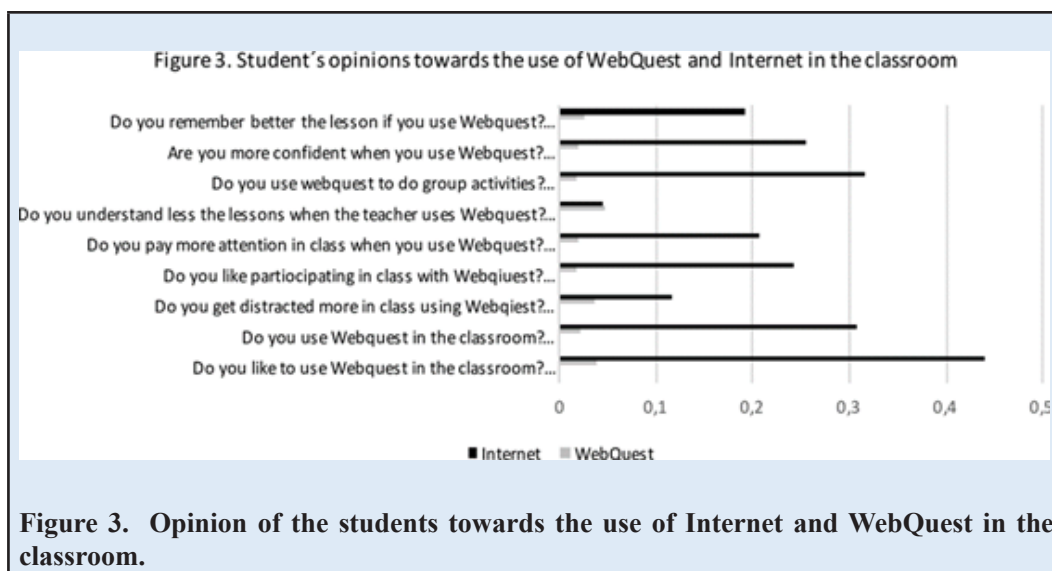 Figure 3. Student´s opinions towards the use of WebQuest and Internet in the classroom
Do you remember better the lesson if you use Webquest?...
Are you more confident when you use Webquest?...
Do you use webquest to do group activities?...
Do you understand less the lessons when the teacher uses Webquest?...
Do you pay more attention in class when you use Webquest?...
Do you like partiocipating in class with Webqiuest?...
Do you get distracted more in class using Webqiest?...
Do you use Webquest in the classroom?...
Do you like to use Webquest in the classroom?...
0 0,1 0,2 0,3 0,4 0,5
Internet WebQuest
Figure 3. Opinion of the students towards the use of Internet and WebQuest in the
classroom.